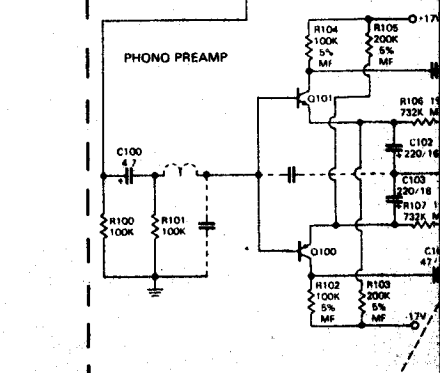 R104
100K
5%
MF
R105
200K
5%
MF
+17V
PHONO PREAMP
Q101
R106
732K
C102
220/16
C100
4.7
C103
220/16
R107
732K
R100
100K
R101
100K
Q100
47/
R102
100K
5%
MF
R103
200K
5%
MF
17V